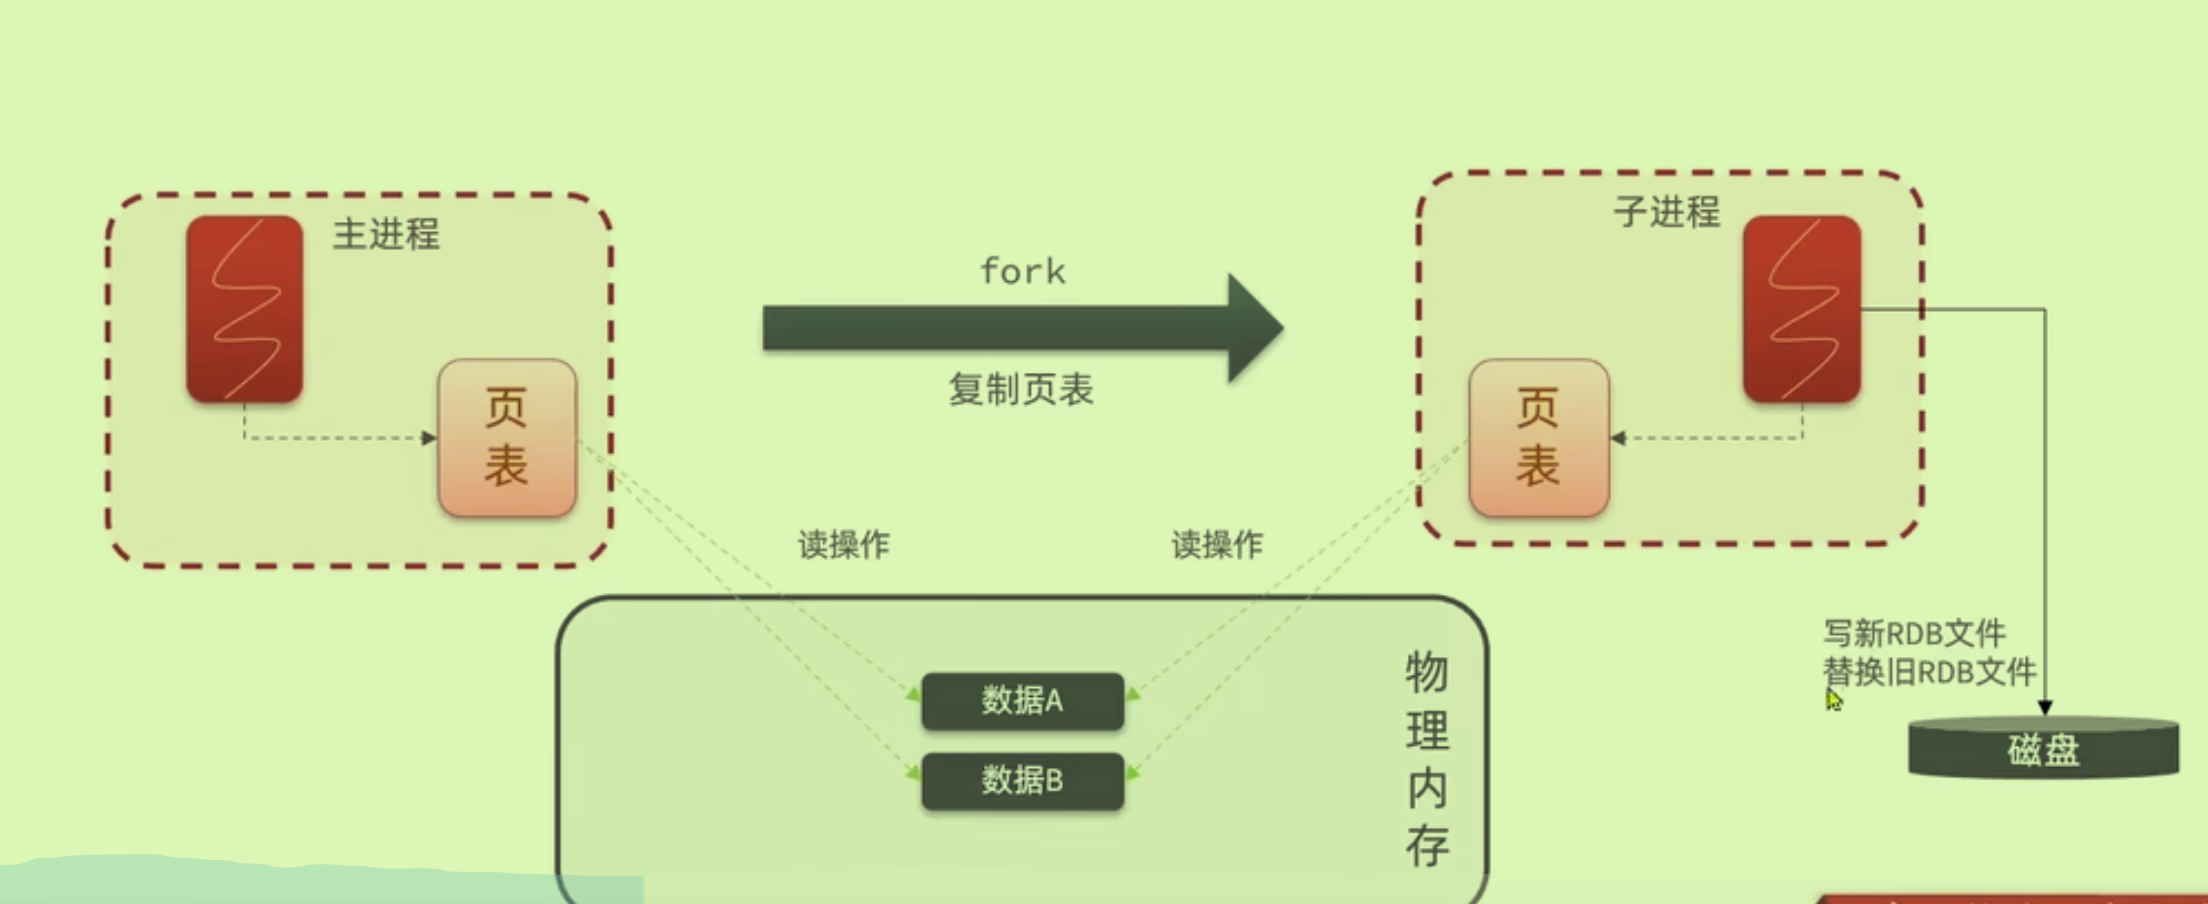 主进程
子进程
fork
复制页表
页表
页表
读操作
读操作
写新RDB文件
替换旧RDB文件
数据A
数据B
物理内存
磁盘